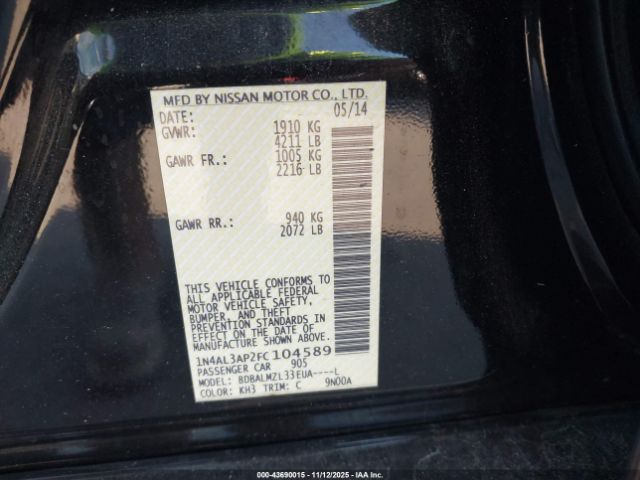 MFD BY NISSAN MOTOR CO., LTD.
DATE: 05/14
GVWR: 1910 KG
4211 LB
GAWR FR.: 1005 KG
2216 LB
GAWR RR.: 940 KG
2072 LB
THIS VEHICLE CONFORMS TO
ALL APPLICABLE FEDERAL
MOTOR VEHICLE SAFETY,
BUMPER, AND THEFT
PREVENTION STANDARDS IN
EFFECT ON THE DATE OF
MANUFACTURE SHOWN ABOVE.
1N4AL3AP2FC104589
PASSENGER CAR 905
MODEL: BDBALMZL33EUA----L
COLOR: KH3 TRIM: C 9N00A
000-43690015 - 11/12/2025 - IAA Inc.